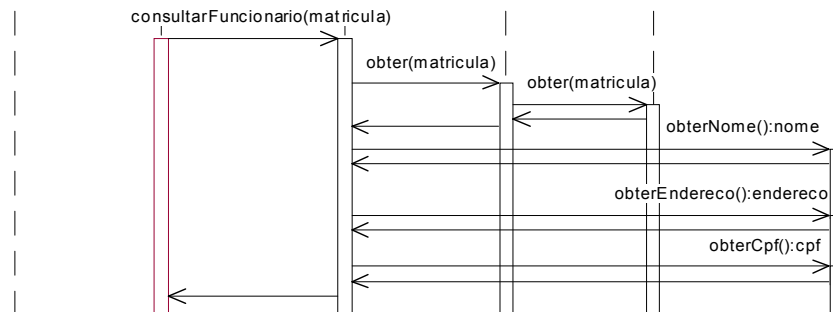 consultarFuncionario(matricula)
obter(matricula)
obter(matricula)
obterNome():nome
obterEndereco():endereco
obterCpf():cpf